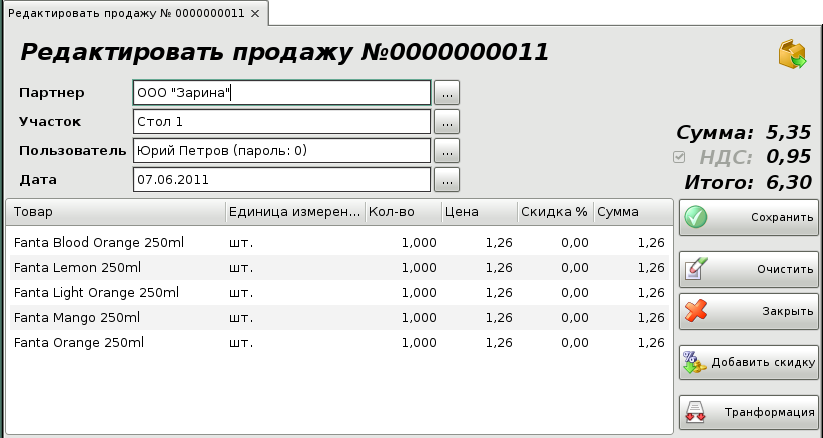 Редактировать продажу № 0000000011 ×
Редактировать продажу №0000000011
Партнер ООО "Зарина" ...
Участок Стол 1 ...
Пользователь Юрий Петров (пароль: 0) ...
Дата 07.06.2011 ...
Сумма: 5,35
НДС: 0,95
Итого: 6,30
Товар Единица измерен... Кол-во Цена Скидка % Сумма
Fanta Blood Orange 250ml шт. 1,000 1,26 0,00 1,26
Fanta Lemon 250ml шт. 1,000 1,26 0,00 1,26
Fanta Light Orange 250ml шт. 1,000 1,26 0,00 1,26
Fanta Mango 250ml шт. 1,000 1,26 0,00 1,26
Fanta Orange 250ml шт. 1,000 1,26 0,00 1,26
Сохранить
Очистить
Закрыть
Добавить скидку
Транформация